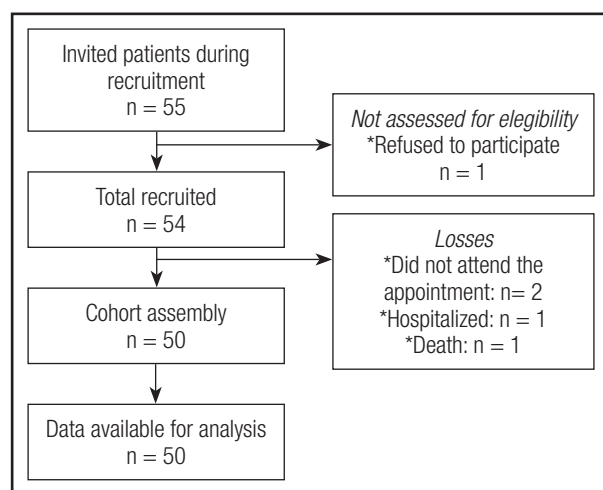 Invited patients during
recruitment
n = 55
Not assessed for elegibility
*Refused to participate
n = 1
Total recruited
n = 54
Losses
*Did not attend the
appointment: n= 2
*Hospitalized: n = 1
*Death: n = 1
Cohort assembly
n = 50
Data available for analysis
n = 50